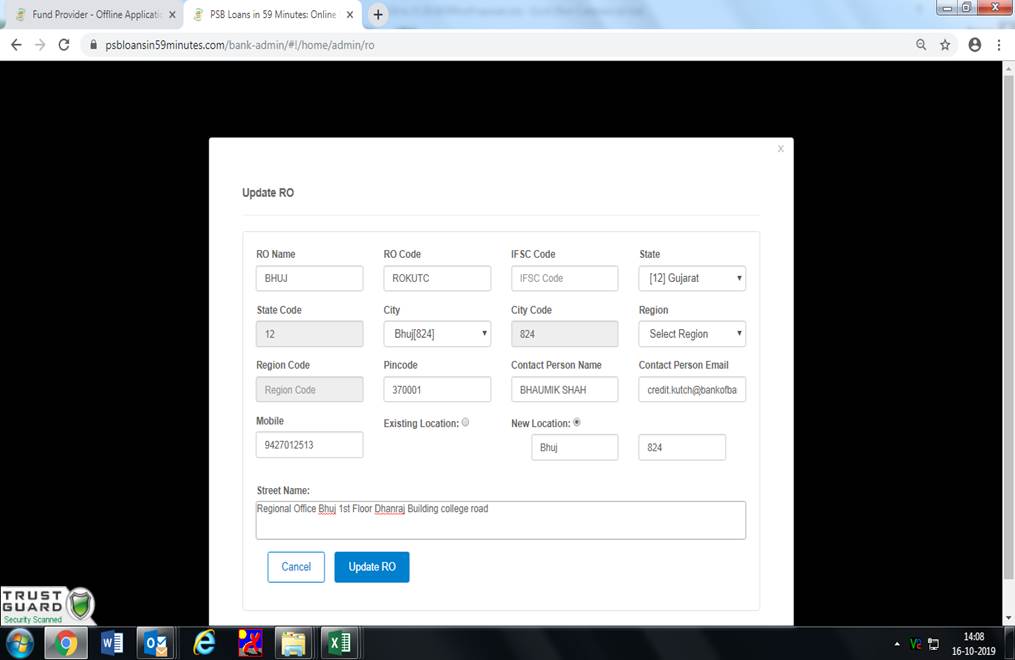 Fund Provider - Offline Applicatio
PSB Loans in 59 Minutes: Online
psbloansin59minutes.com/bank-admin/#!/home/admin/ro
X
Update RO
RO Name RO Code IFSC Code State
BHUJ ROKUTC IFSC Code [12] Gujarat
State Code City City Code Region
12 Bhuj[824] 824 Select Region
Region Code Pincode Contact Person Name Contact Person Email
Region Code 370001 BHAUMIK SHAH credit.kutch@bankofba
Mobile Existing Location: New Location:
9427012513 Bhuj 824
Street Name:
Regional Office Bhuj 1st Floor Dhanraj Building college road
Cancel Update RO
TRUST
GUARD
Security Scanned
14:08
16-10-2019